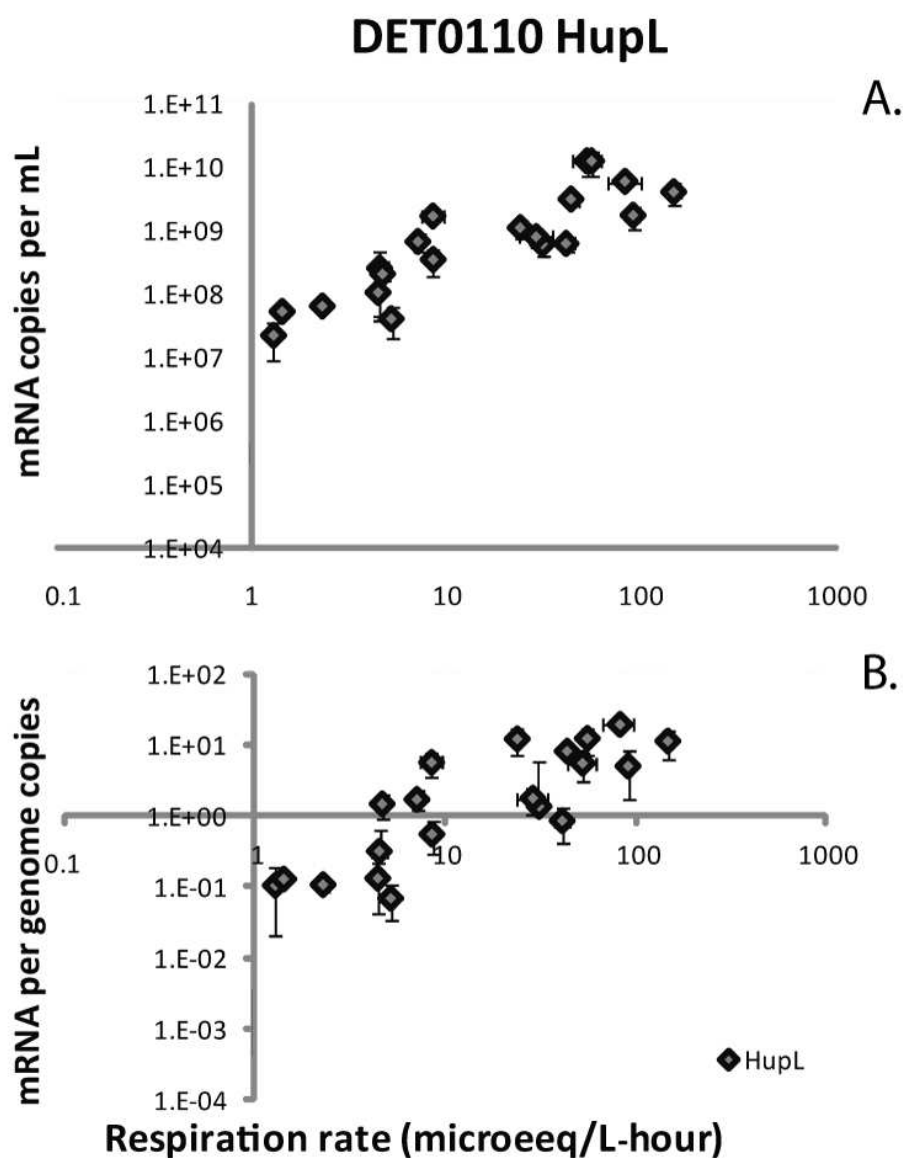 DET0110 HupL
A.
mRNA copies per mL
1.E+11
1.E+10
1.E+09
1.E+08
1.E+07
1.E+06
1.E+05
1.E+04
0.1 1 10 100 1000
B.
mRNA per genome copies
1.E+02
1.E+01
1.E+00
0.1 1 10 100 1000
1.E-01
1.E-02
1.E-03
1.E-04
HupL
Respiration rate (microeeq/L-hour)